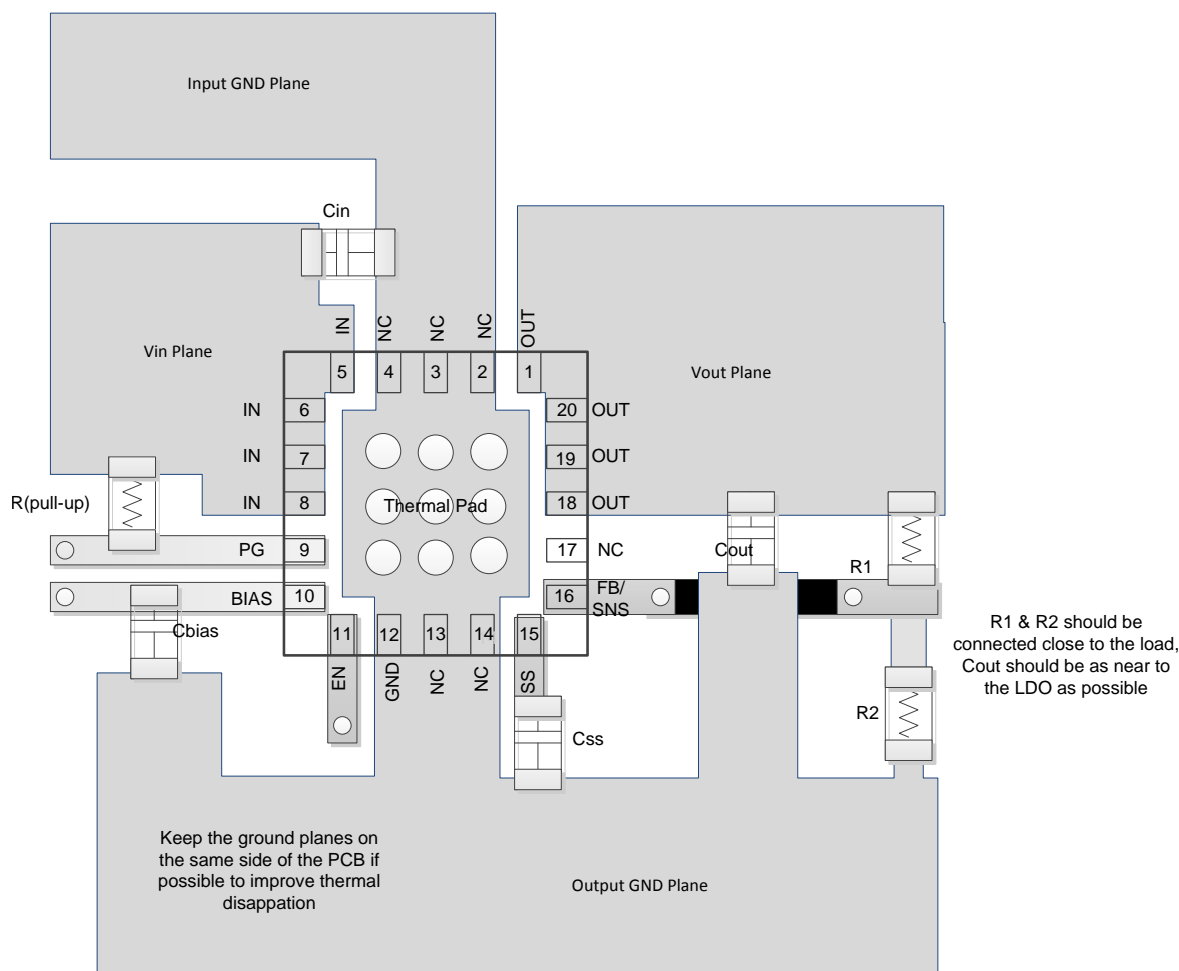 Input GND Plane
Cin
IN
NC
NC
NC
OUT
Vin Plane
Vout Plane
5
4
3
2
1
IN
6
20
OUT
IN
7
19
OUT
R(pull-up)
IN
8
Thermal Pad
18
OUT
PG
9
17
NC
Cout
R1
BIAS
10
16
FB/
SNS
Cbias
11
12
13
14
15
EN
GND
NC
NC
SS
R1 & R2 should be
connected close to the load,
Cout should be as near to
the LDO as possible
R2
Css
Keep the ground planes on
the same side of the PCB if
possible to improve thermal
disappation
Output GND Plane